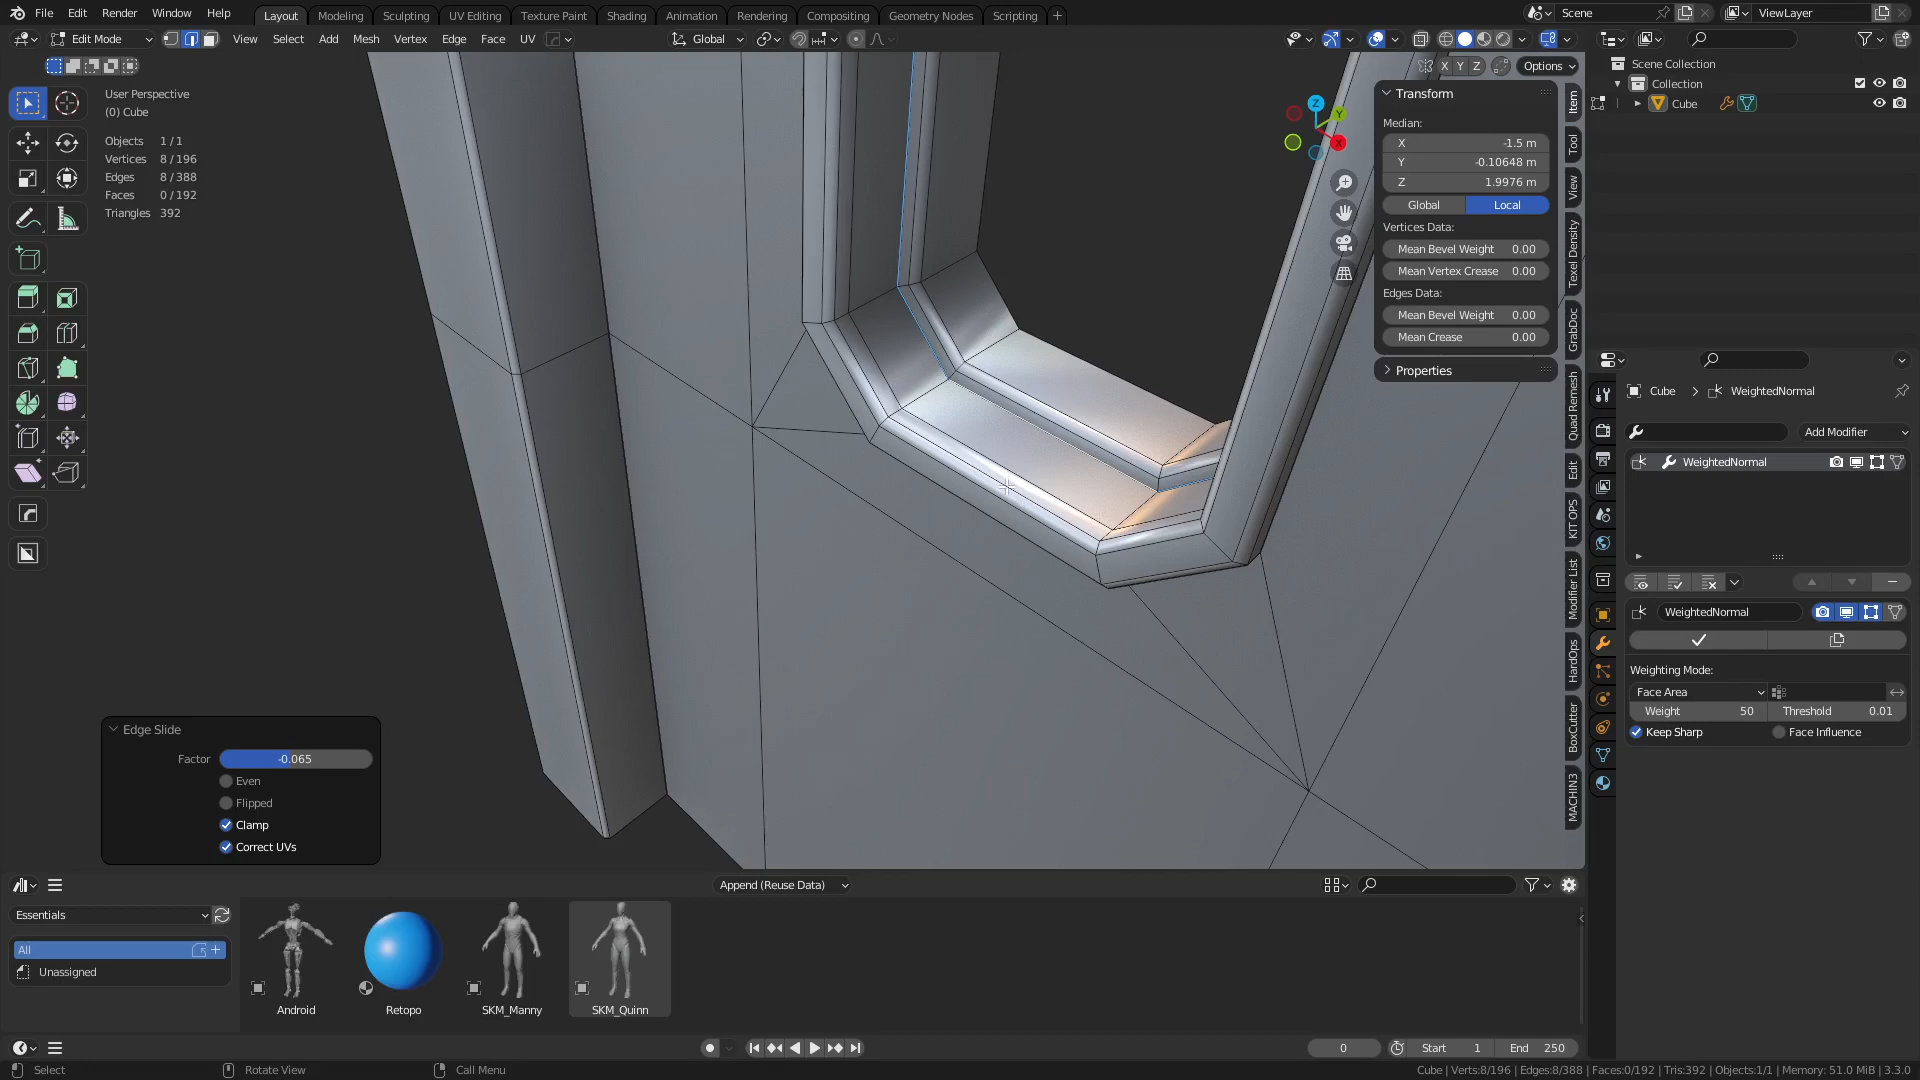 File Edit Render Window Help
Layout Modeling Sculpting UV Editing Texture Paint Shading Animation Rendering Compositing Geometry Nodes Scripting +
Scene
ViewLayer
Edit Mode View Select Add Mesh Vertex Edge Face UV Global
X Y Z Options
User Perspective
(0) Cube
Objects 1/1
Vertices 8/196
Edges 8/388
Faces 0/192
Triangles 392
Z
Y
X
Transform
Median:
X -1.5 m
Y -0.10648 m
Z 1.9976 m
Global Local
Vertices Data:
Mean Bevel Weight 0.00
Mean Vertex Crease 0.00
Edges Data:
Mean Bevel Weight 0.00
Mean Crease 0.00
Properties
Item
Tool
View
Texel Density
GrabDoc
Quad Remesh
Edit
KIT OPS
Modifier List
HardOps
BoxCutter
MACHIN3
Scene Collection
Collection
Cube
Cube WeightedNormal
Add Modifier
WeightedNormal
WeightedNormal
Weighting Mode:
Face Area
Weight 50 Threshold 0.01
Keep Sharp Face Influence
Edge Slide
Factor -0.065
Even
Flipped
Clamp
Correct UVs
Append (Reuse Data)
Essentials
All
Unassigned
Android
Retopo
SKM_Manny
SKM_Quinn
0 Start 1 End 250
Select Rotate View Call Menu
Cube | Verts:8/196 | Edges:8/388 | Faces:0/192 | Tris:392 | Objects:1/1 | Memory: 51.0 MiB | 3.3.0